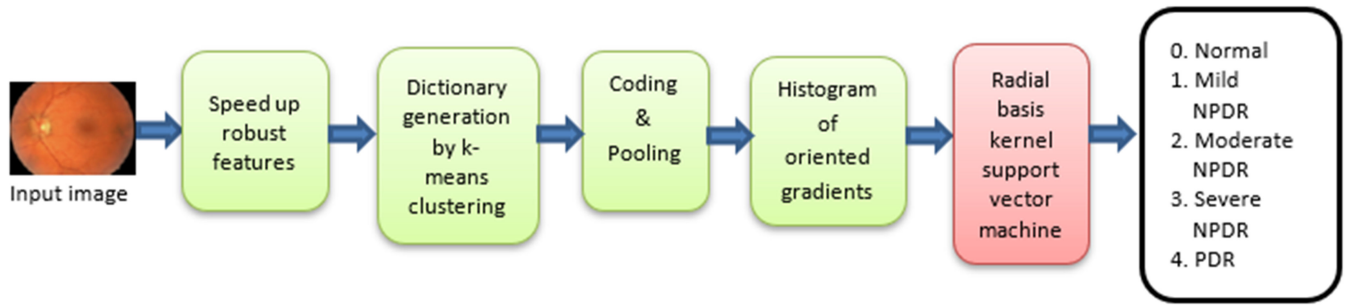 Input image
Speed up
robust
features
Dictionary
generation
by k-
means
clustering
Coding
&
Pooling
Histogram
of
oriented
gradients
Radial
basis
kernel
support
vector
machine
0. Normal
1. Mild
NPDR
2. Moderate
NPDR
3. Severe
NPDR
4. PDR